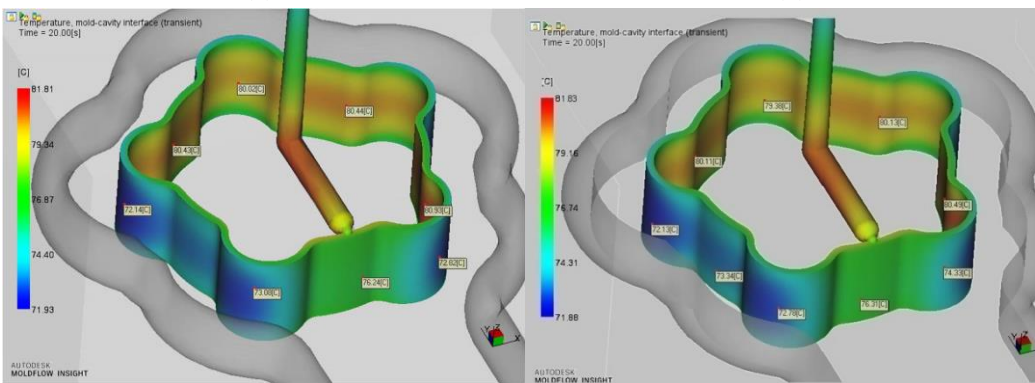 Temperature, mold-cavity interface (transient)
Time = 20.00[s]
[C]
81.81
79.34
76.87
74.40
71.93
80.02[C]
80.44[C]
80.43[C]
72.14[C]
80.93[C]
72.82[C]
76.24[C]
73.08[C]
Y Z
X
AUTODESK
MOLDFLOW INSIGHT
Temperature, mold-cavity interface (transient)
Time = 20.00[s]
[C]
81.83
79.16
76.74
74.31
71.88
79.38[C]
80.13[C]
80.11[C]
80.49[C]
72.13[C]
73.34[C]
74.33[C]
76.31[C]
72.78[C]
AUTODESK
MOLDFLOW INSIGHT